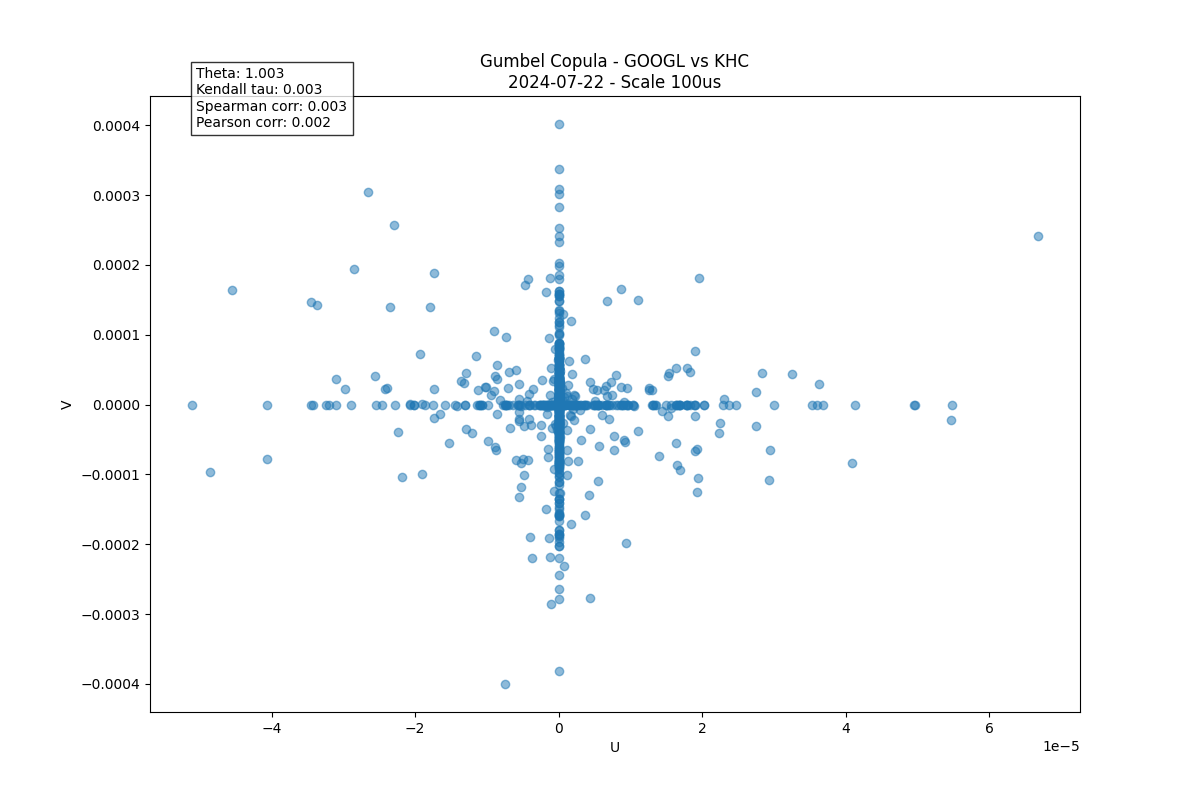 Gumbel Copula - GOOGL vs KHC
2024-07-22 - Scale 100us
Theta: 1.003
Kendall tau: 0.003
Spearman corr: 0.003
Pearson corr: 0.002
0.0004
0.0003
0.0002
0.0001
0.0000
−0.0001
−0.0002
−0.0003
−0.0004
V
−4 −2 0 2 4 6
1e−5
U